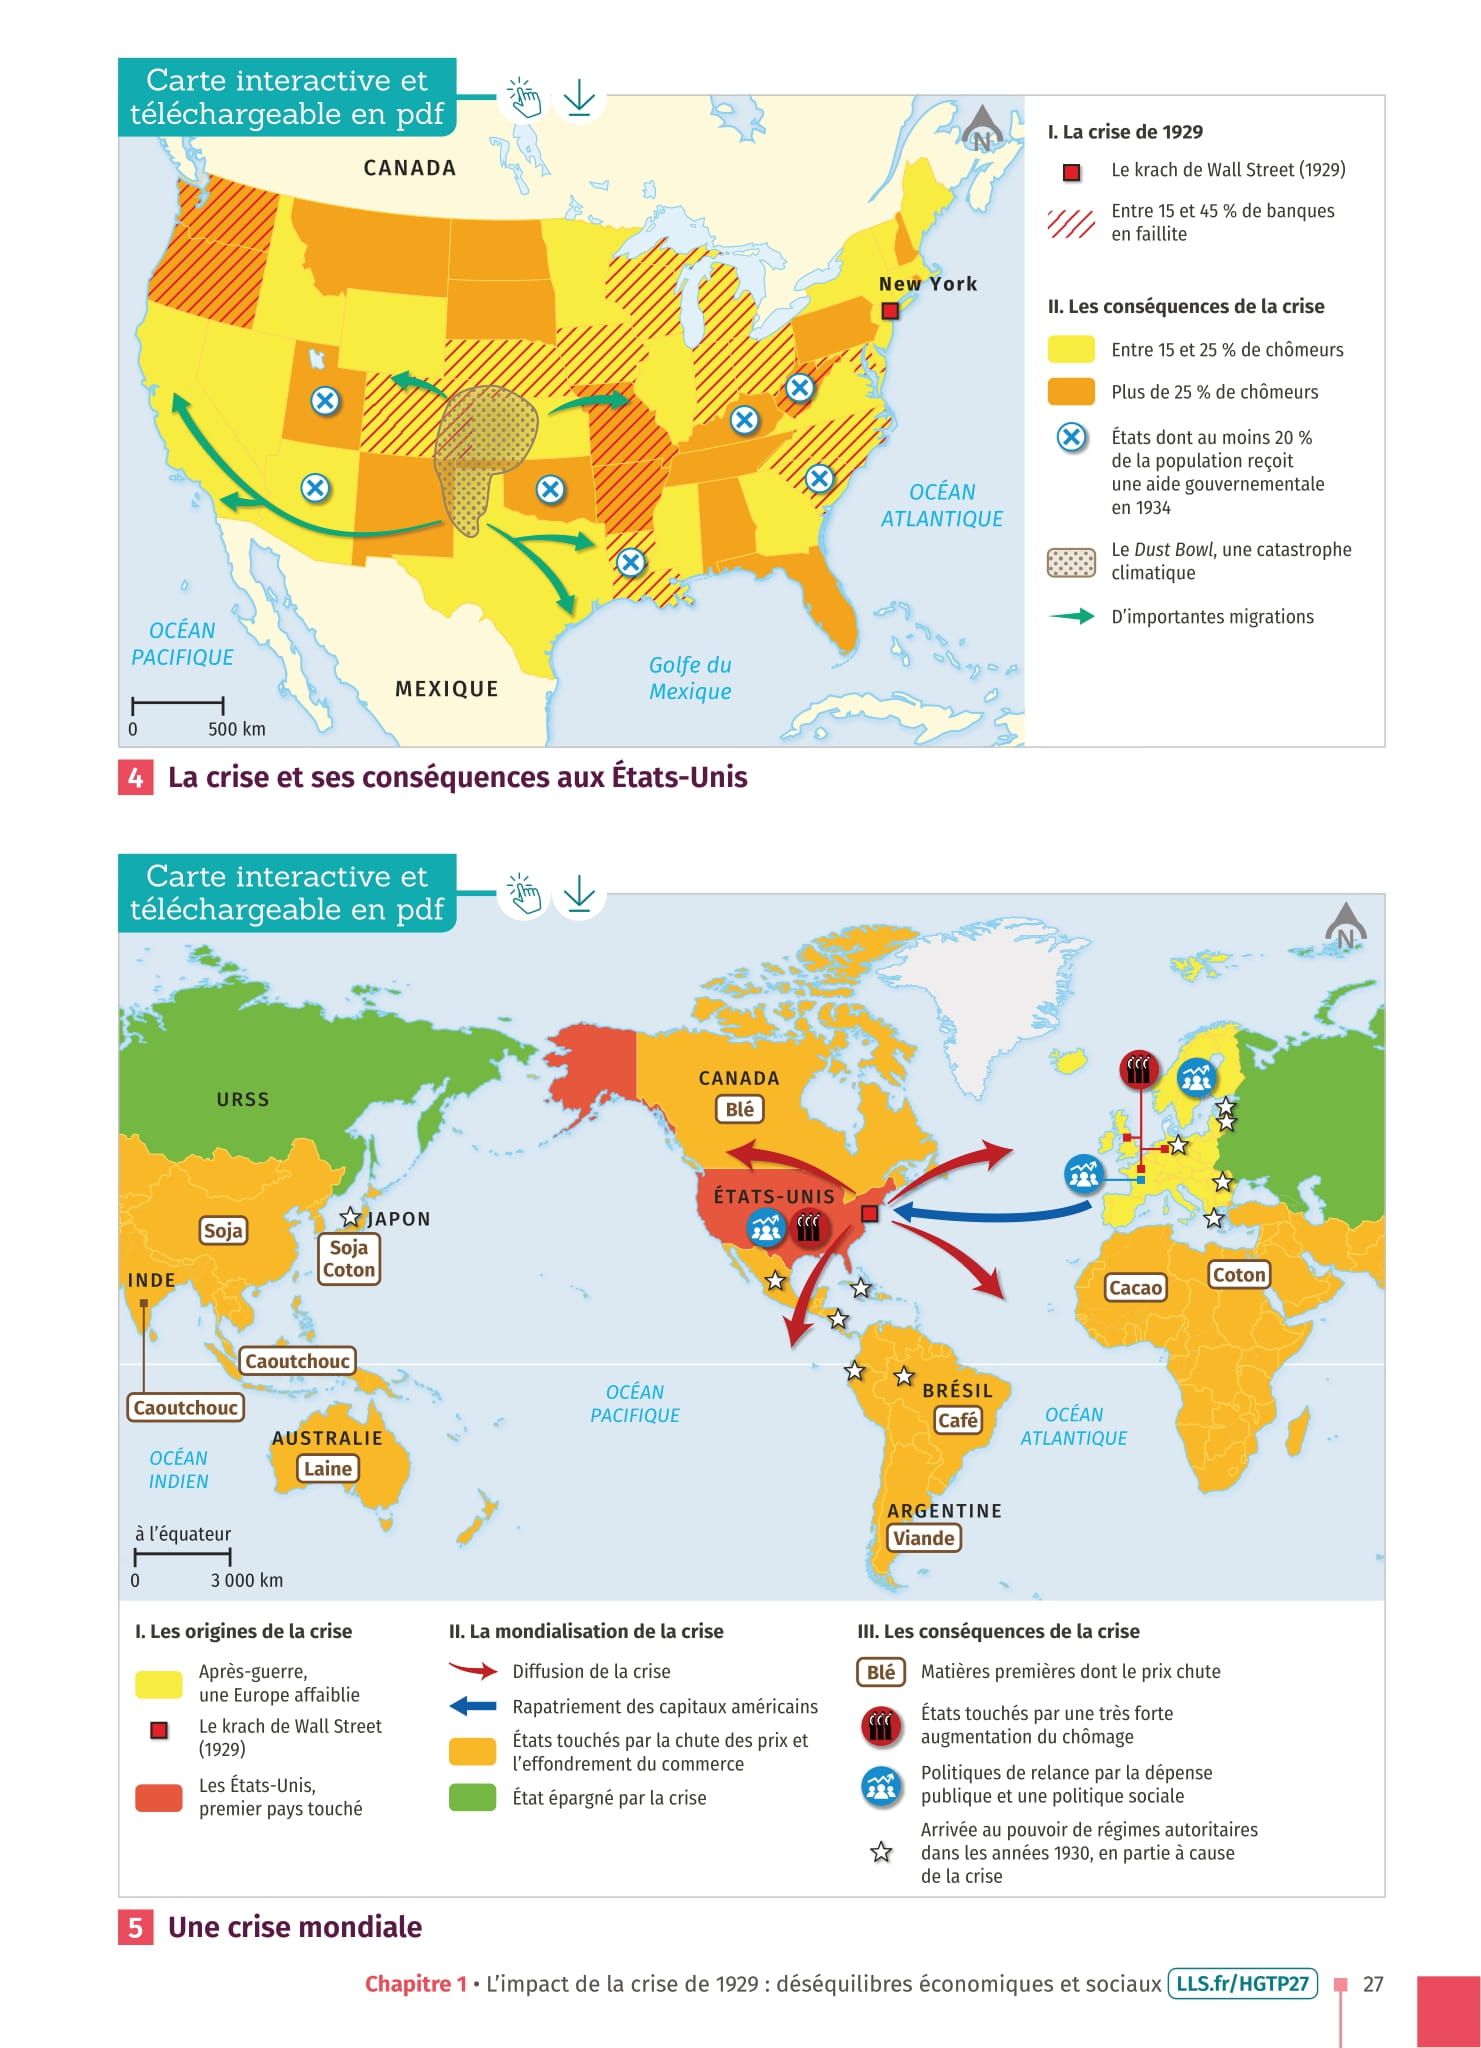 Carte interactive et
téléchargeable en pdf
CANADA
N
New York
OCÉAN
ATLANTIQUE
OCÉAN
PACIFIQUE
Golfe du
Mexique
MEXIQUE
0 500 km
I. La crise de 1929
Le krach de Wall Street (1929)
Entre 15 et 45 % de banques
en faillite
II. Les conséquences de la crise
Entre 15 et 25 % de chômeurs
Plus de 25 % de chômeurs
États dont au moins 20 %
de la population reçoit
une aide gouvernementale
en 1934
Le Dust Bowl, une catastrophe
climatique
D'importantes migrations
4 La crise et ses conséquences aux États-Unis
Carte interactive et
téléchargeable en pdf
N
URSS
CANADA
Blé
ÉTATS-UNIS
Soja
JAPON
Soja
Coton
INDE
Cacao
Coton
Caoutchouc
Caoutchouc
OCÉAN
PACIFIQUE
BRÉSIL
Café
OCÉAN
ATLANTIQUE
AUSTRALIE
Laine
OCÉAN
INDIEN
ARGENTINE
Viande
à l'équateur
0 3 000 km
I. Les origines de la crise
Après-guerre,
une Europe affaiblie
Le krach de Wall Street
(1929)
Les États-Unis,
premier pays touché
II. La mondialisation de la crise
Diffusion de la crise
Rapatriement des capitaux américains
États touchés par la chute des prix et
l'effondrement du commerce
État épargné par la crise
III. Les conséquences de la crise
Blé Matières premières dont le prix chute
États touchés par une très forte
augmentation du chômage
Politiques de relance par la dépense
publique et une politique sociale
Arrivée au pouvoir de régimes autoritaires
dans les années 1930, en partie à cause
de la crise
5 Une crise mondiale
Chapitre 1 • L'impact de la crise de 1929 : déséquilibres économiques et sociaux LLS.fr/HGTP27 27